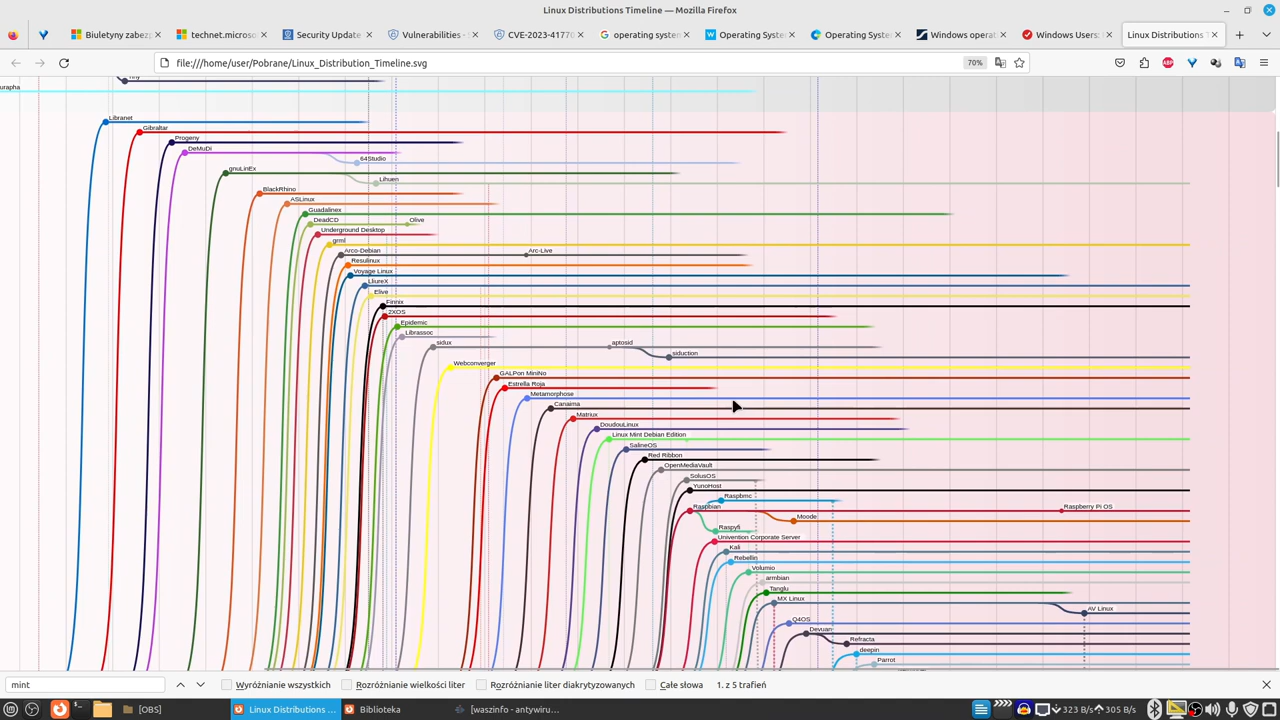 Linux Distributions Timeline — Mozilla Firefox
Biuletyny zabezp
technet.micros
Security Update
Vulnerabilities -
CVE-2023-4177
operating system
Operating Syste
Operating System
Windows operat
Windows Users:
Linux Distributions T
file:///home/user/Pobrane/Linux_Distribution_Timeline.svg
70%
ABP
urapha
Libranet
Gibraltar
Progeny
DeMuDi
64Studio
gnuLinEx
Lihuen
BlackRhino
ASLinux
Guadalinex
DeadCD
Olive
Underground Desktop
grml
Arco-Debian
Arc-Live
Resulinux
Voyage Linux
LliureX
Elive
Finnix
2XOS
Epidemic
Librassoc
sidux
aptosid
siduction
Webconverger
GALPon MiniNo
Estrella Roja
Metamorphose
Canaima
Matriux
DoudouLinux
Linux Mint Debian Edition
SalineOS
Red Ribbon
OpenMediaVault
SolusOS
YunoHost
Raspbmc
Raspbian
Raspberry Pi OS
Moode
Raspyfi
Univention Corporate Server
Kali
Rebellin
Volumio
armbian
Tanglu
MX Linux
AV Linux
Q4OS
Devuan
Refracta
deepin
Parrot
mint
Wyróżnianie wszystkich
Rozróżnianie wielkości liter
Rozróżnianie liter diakrytyzowanych
Całe słowa
1. z 5 trafień
[OBS]
Linux Distributions ...
Biblioteka
[waszinfo - antywiru...
323 B/s
305 B/s